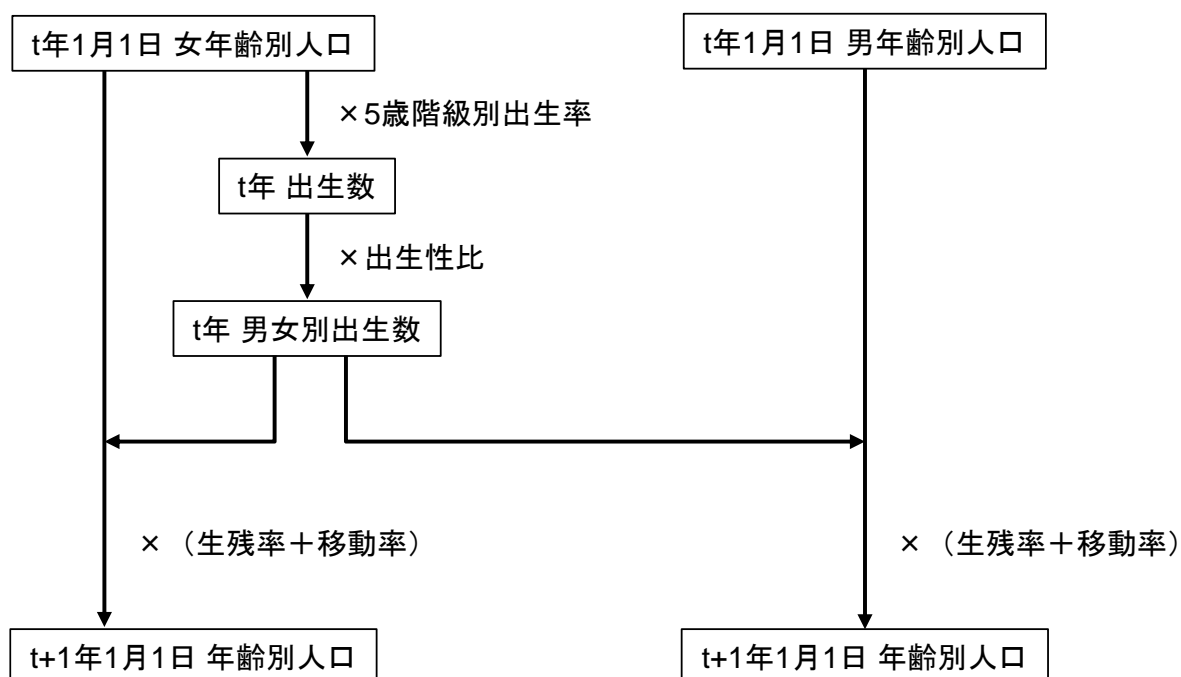 t年1月1日 女年齢別人口
t年1月1日 男年齢別人口
×5歳階級別出生率
t年 出生数
×出生性比
t年 男女別出生数
× （生残率＋移動率）
× （生残率＋移動率）
t+1年1月1日 年齢別人口
t+1年1月1日 年齢別人口